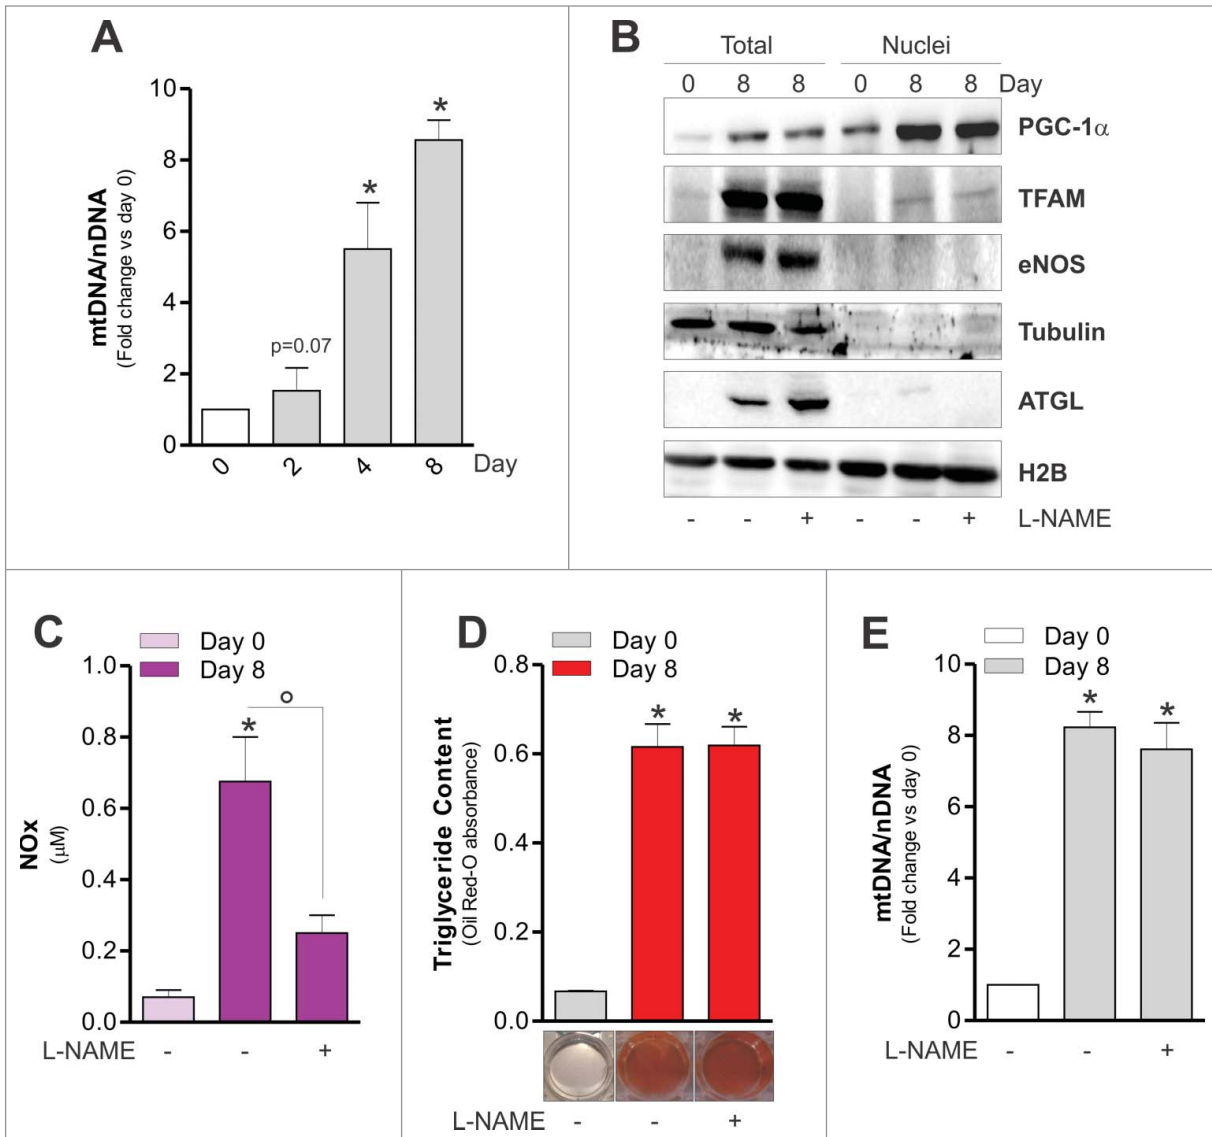 A
mtDNA/nDNA
(Fold change vs day 0)
10
8
6
4
2
0
p=0.07
*
*
0 2 4 8 Day
B
Total Nuclei
0 8 8 0 8 8 Day
PGC-1α
TFAM
eNOS
Tubulin
ATGL
H2B
- - + - - + L-NAME
C
Day 0
Day 8
NOx
(μM)
1.0
0.8
0.6
0.4
0.2
0.0
*
L-NAME - - +
D
Day 0
Day 8
Triglyceride Content
(Oil Red-O absorbance)
0.8
0.6
0.4
0.2
0.0
* *
L-NAME - - +
E
Day 0
Day 8
mtDNA/nDNA
(Fold change vs day 0)
10
8
6
4
2
0
* *
L-NAME - - +